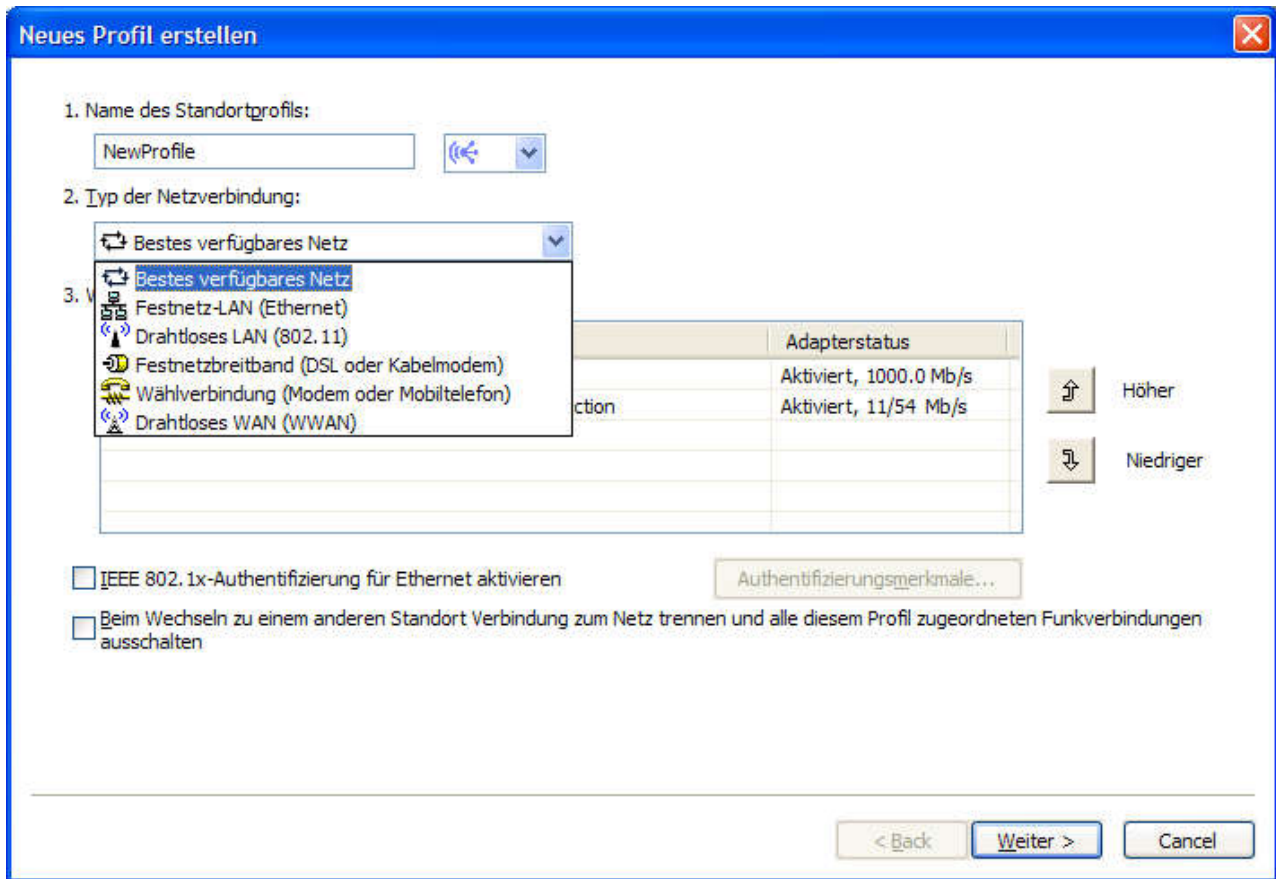 Neues Profil erstellen
1. Name des Standortprofils:
NewProfile
2. Typ der Netzverbindung:
Bestes verfügbares Netz
Bestes verfügbares Netz
Festnetz-LAN (Ethernet)
Drahtloses LAN (802.11)
Festnetzbreitband (DSL oder Kabelmodem)
Wählverbindung (Modem oder Mobiltelefon)
Drahtloses WAN (WWAN)
3.
Adapterstatus
Aktiviert, 1000.0 Mb/s
ction Aktiviert, 11/54 Mb/s
Höher
Niedriger
IEEE 802.1x-Authentifizierung für Ethernet aktivieren
Authentifizierungsmerkmale...
Beim Wechseln zu einem anderen Standort Verbindung zum Netz trennen und alle diesem Profil zugeordneten Funkverbindungen
ausschalten
< Back
Weiter >
Cancel